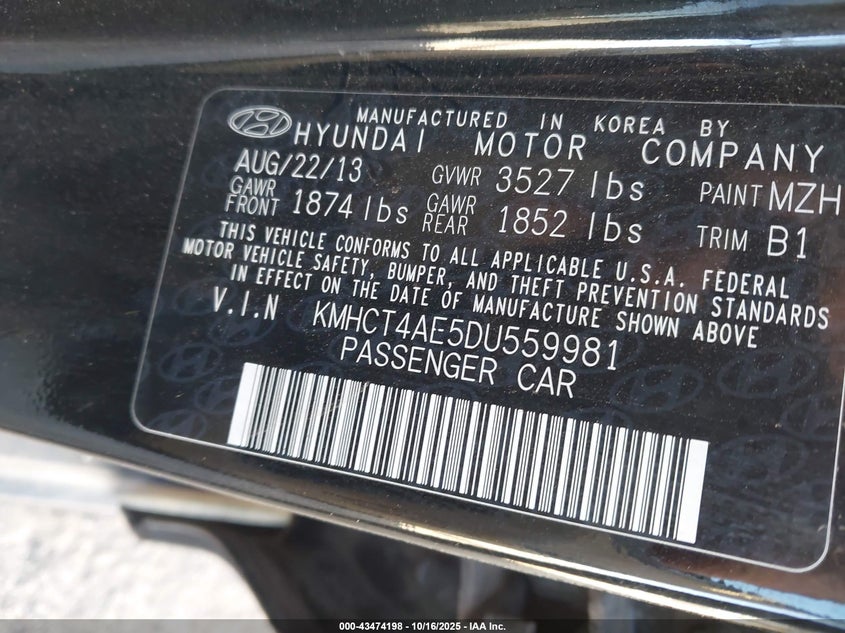 MANUFACTURED IN KOREA BY
HYUNDAI MOTOR COMPANY
AUG/22/13 GVWR 3527 lbs PAINT MZH
GAWR FRONT 1874 lbs GAWR REAR 1852 lbs TRIM B1
THIS VEHICLE CONFORMS TO ALL APPLICABLE U.S.A. FEDERAL
MOTOR VEHICLE SAFETY, BUMPER, AND THEFT PREVENTION STANDARDS
IN EFFECT ON THE DATE OF MANUFACTURE SHOWN ABOVE
V.I.N KMHCT4AE5DU559981
PASSENGER CAR
000-43474198 - 10/16/2025 - IAA Inc.